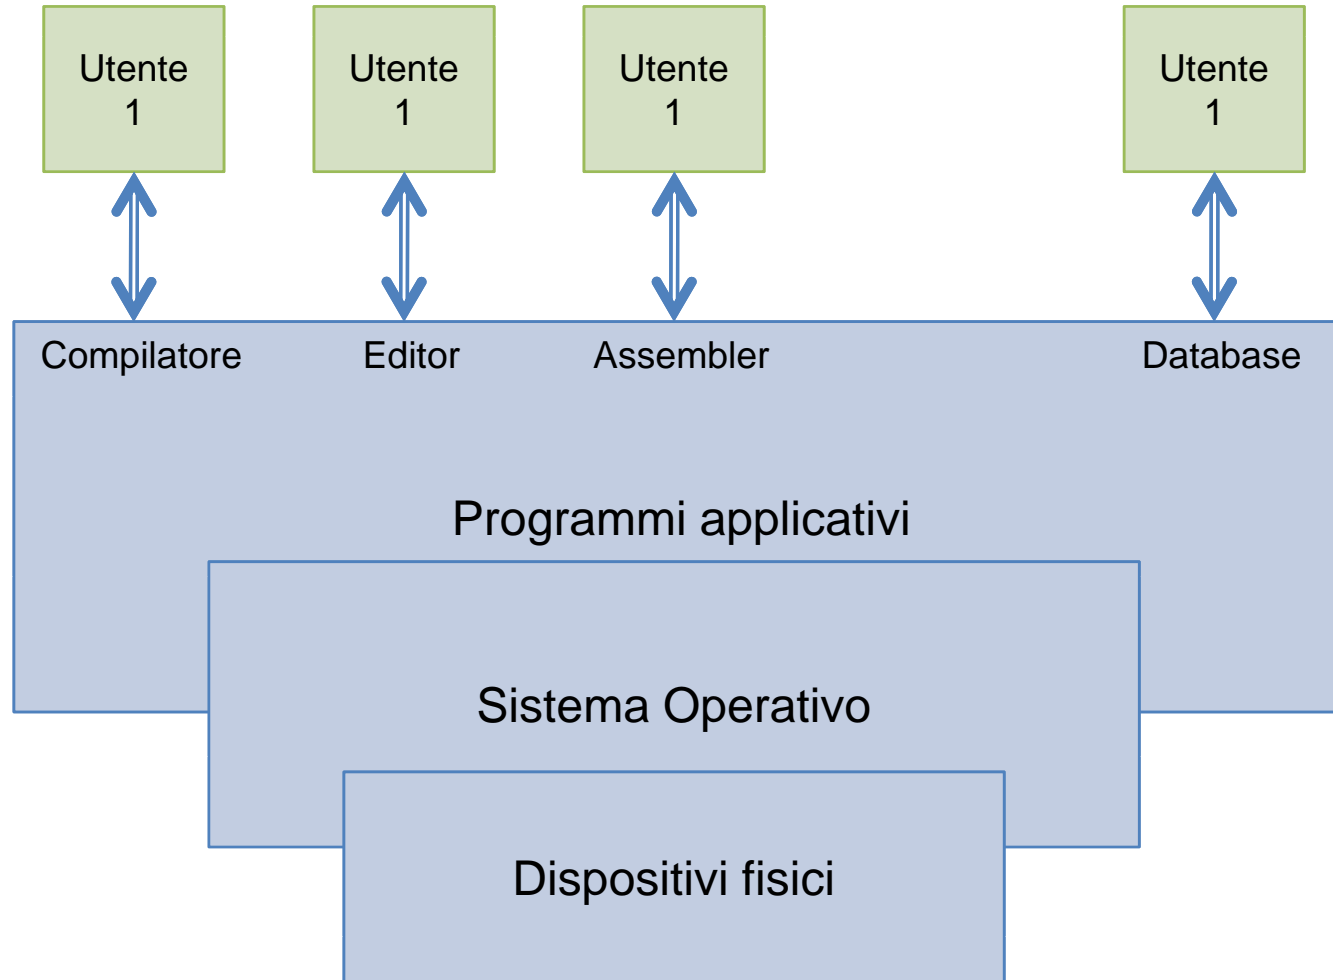 Utente
1
Utente
1
Utente
1
Utente
1
Compilatore
Editor
Assembler
Database
Programmi applicativi
Sistema Operativo
Dispositivi fisici